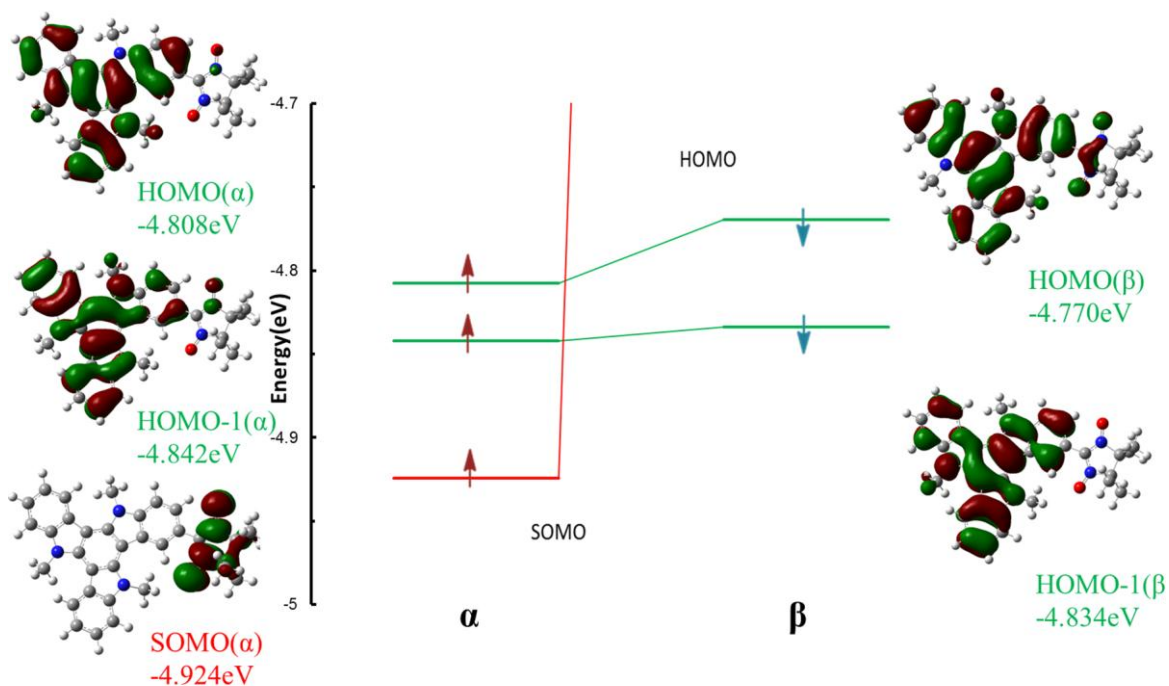 HOMO(α)
-4.808eV
HOMO-1(α)
-4.842eV
SOMO(α)
-4.924eV
Energy(eV)
-4.7
-4.8
-4.9
-5
HOMO
SOMO
α
β
HOMO(β)
-4.770eV
HOMO-1(β
-4.834eV